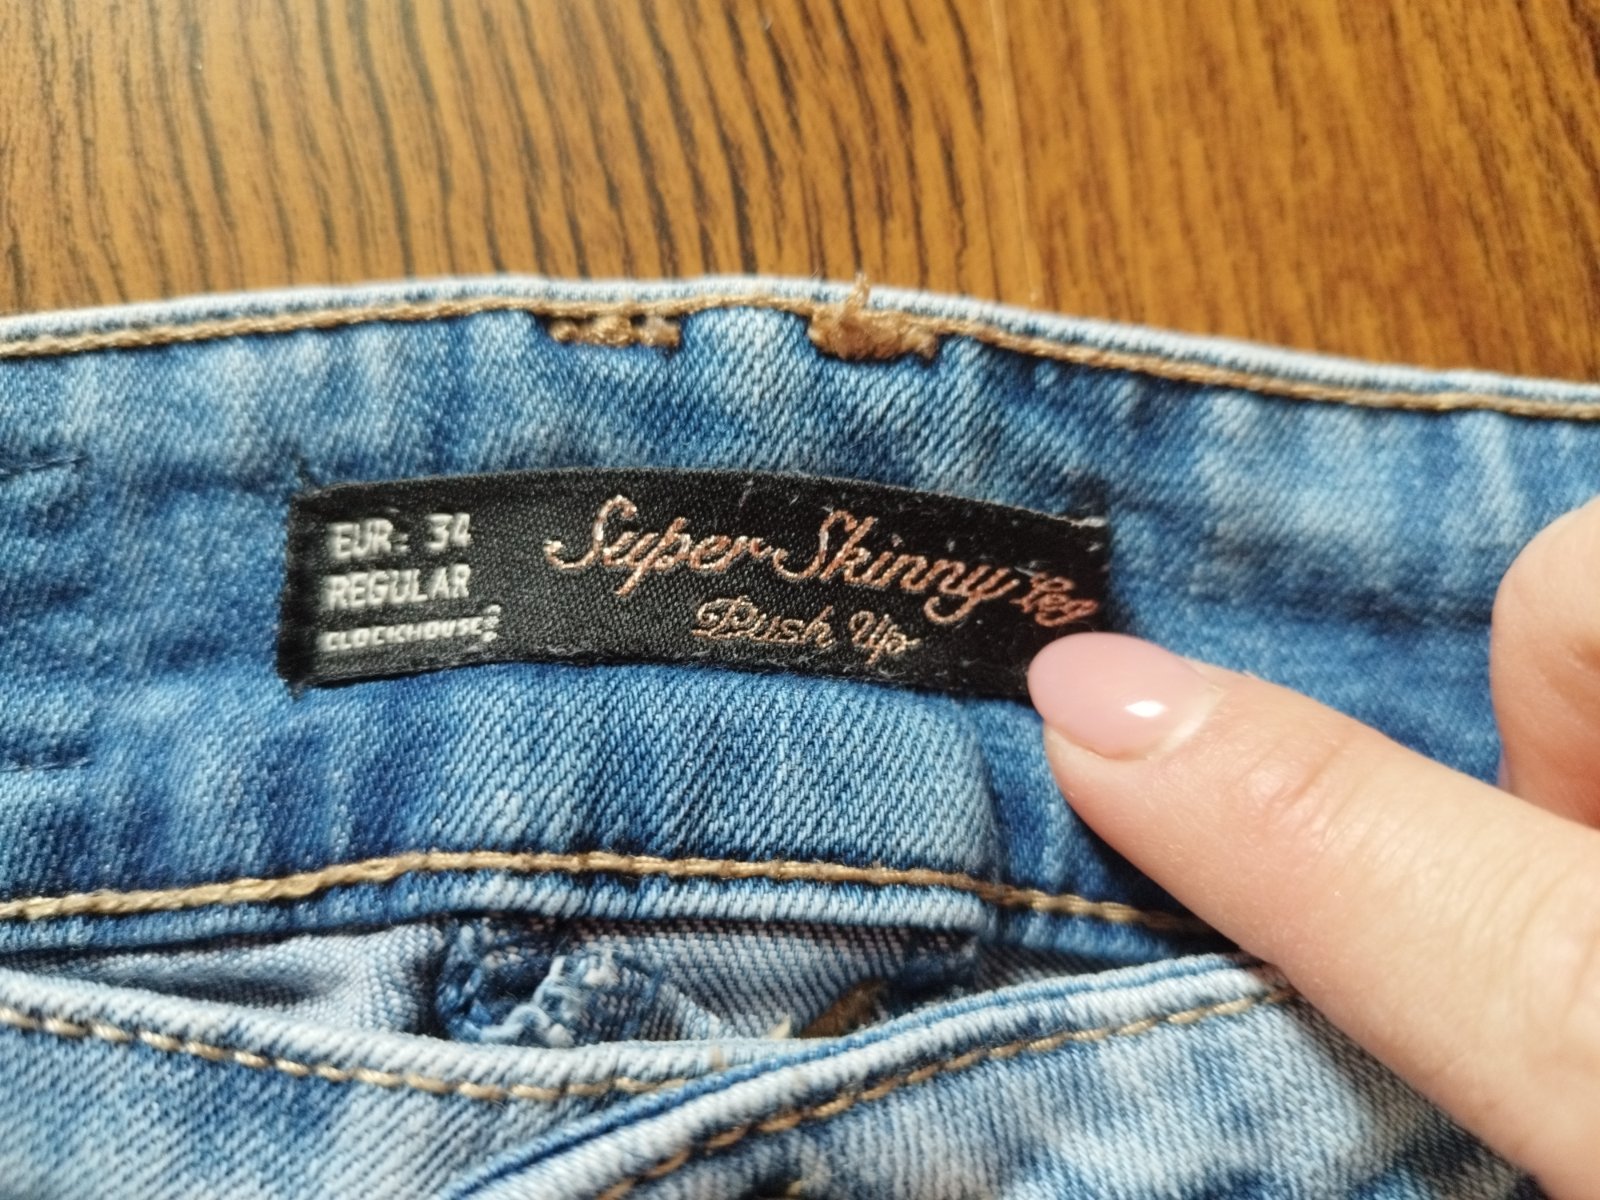 EUR: 34
REGULAR
CLOCKHOUSE
Super Skinny leg
Push Up